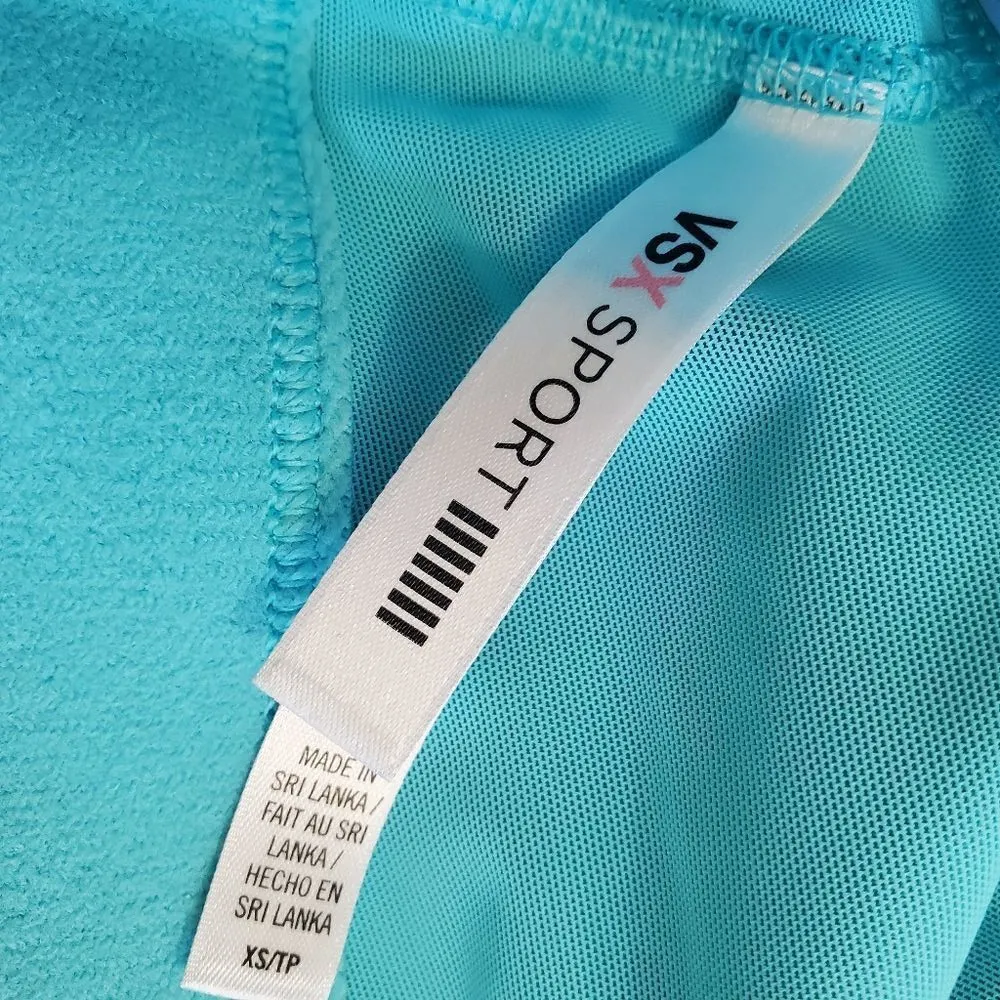 VSX SPORT
MADE IN
SRI LANKA /
FAIT AU SRI
LANKA /
HECHO EN
SRI LANKA
XS/TP